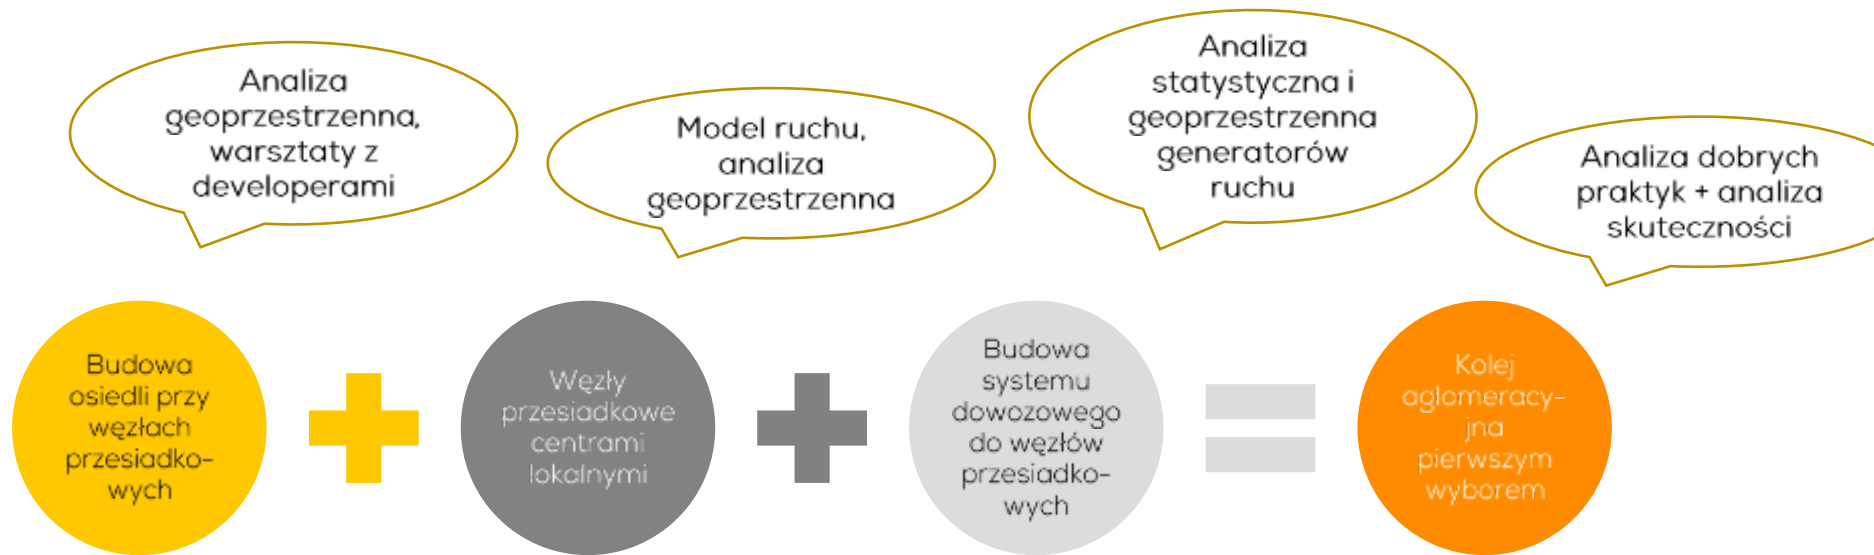 Analiza
geoprzestrzenna,
warsztaty z
developerami
Model ruchu,
analiza
geoprzestrzenna
Analiza
statystyczna i
geoprzestrzenna
generatorów
ruchu
Analiza dobrych
praktyk + analiza
skuteczności
Budowa
osiedli przy
węzłach
przesiadko-
wych
Węzły
przesiadkowe
centrami
lokalnymi
Budowa
systemu
dowozowego
do węzłów
przesiadko-
wych
Kolej
aglomeracy-
jna
pierwszym
wyborem